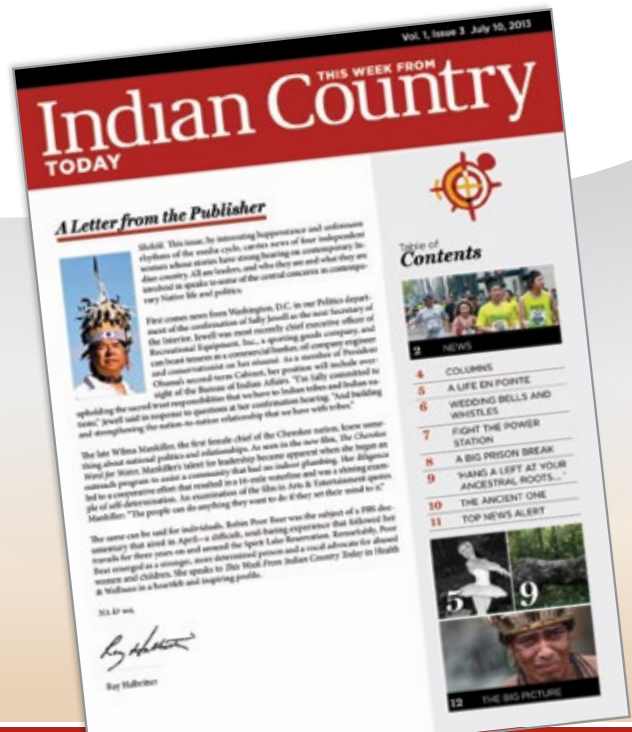 Vol. 1, Issue 3 July 10, 2013
THIS WEEK FROM
Indian Country
TODAY
A Letter from the Publisher
Shekóli. This issue, by interesting happenstance and unforeseen
rhythms of the media cycle, carries news of four independent
women whose stories have strong bearing on contemporary In-
dian country. All are leaders, and who they are and what they are
involved in speaks to some of the central concerns in contempo-
rary Native life and politics.
First comes news from Washington, D.C. in our Politics depart-
ment of the confirmation of Sally Jewell as the next Secretary of
the Interior. Jewell was most recently chief executive officer of
Recreational Equipment, Inc., a sporting goods company, and
can boast tenures as a commercial banker, oil company engineer
and conservationist on her résumé. As a member of President
Obama's second-term Cabinet, her position will include over-
sight of the Bureau of Indian Affairs. "I'm fully committed to
upholding the sacred trust responsibilities that we have to Indian tribes and Indian na-
tions," Jewell said in response to questions at her confirmation hearing. "And building
and strengthening the nation-to-nation relationship that we have with tribes."
The late Wilma Mankiller, the first female chief of the Cherokee nation, knew some-
thing about national politics and relationships. As seen in the new film, The Cherokee
Word for Water, Mankiller's talent for leadership became apparent when she began an
outreach program to assist a community that had no indoor plumbing. Her diligence
led to a cooperative effort that resulted in a 16-mile waterline and was a shining exam-
ple of self-determination. An examination of the film in Arts & Entertainment quotes
Mankiller: "The people can do anything they want to do if they set their mind to it."
The same can be said for individuals. Robin Poor Bear was the subject of a PBS doc-
umentary that aired in April—a difficult, soul-baring experience that followed her
travails for three years on and around the Spirit Lake Reservation. Remarkably, Poor
Bear emerged as a stronger, more determined person and a vocal advocate for abused
women and children. She speaks to This Week From Indian Country Today in Health
& Wellness in a heartfelt and inspiring profile.
Ná ki' wa,
Ray Halbritter
Ray Halbritter
Table of
Contents
2 NEWS
4 COLUMNS
5 A LIFE EN POINTE
6 WEDDING BELLS AND
WHISTLES
7 FIGHT THE POWER
STATION
8 A BIG PRISON BREAK
9 'HANG A LEFT AT YOUR
ANCESTRAL ROOTS...'
10 THE ANCIENT ONE
11 TOP NEWS ALERT
5 9
12 THE BIG PICTURE